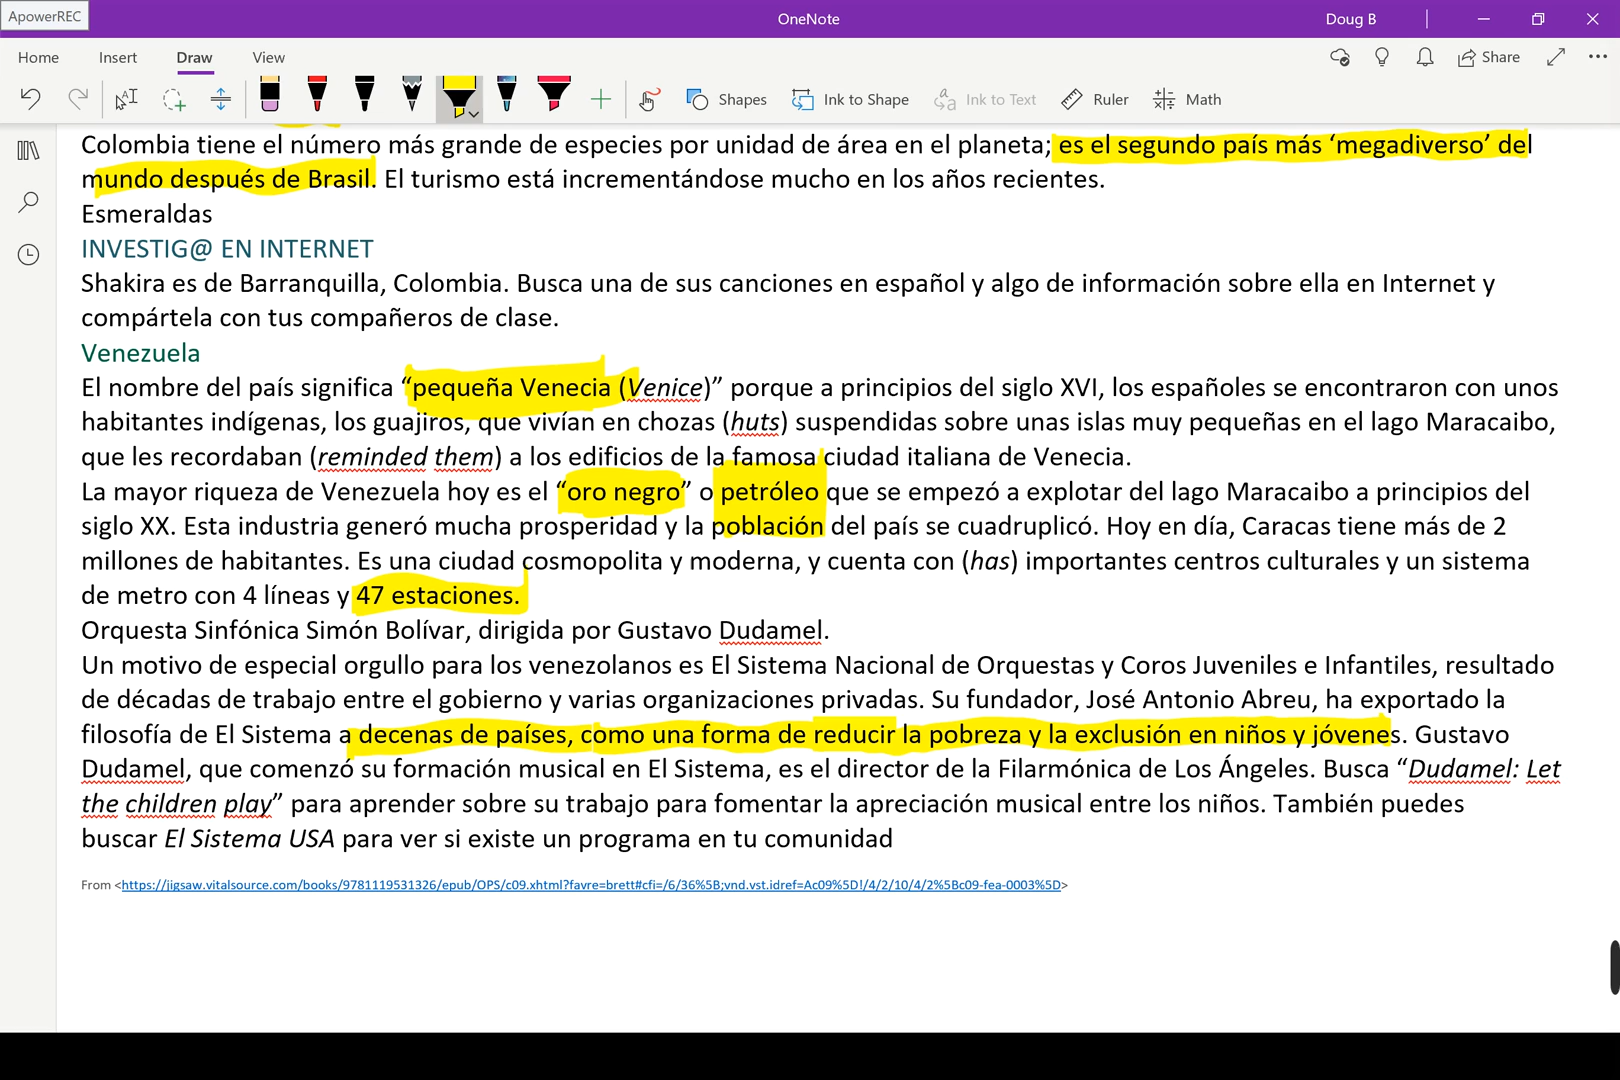 ApowerREC
OneNote
Doug B
Home Insert Draw View
Share
Shapes Ink to Shape Ink to Text Ruler Math
Colombia tiene el número más grande de especies por unidad de área en el planeta; es el segundo país más ‘megadiverso’ del
mundo después de Brasil. El turismo está incrementándose mucho en los años recientes.
Esmeraldas
INVESTIG@ EN INTERNET
Shakira es de Barranquilla, Colombia. Busca una de sus canciones en español y algo de información sobre ella en Internet y
compártela con tus compañeros de clase.
Venezuela
El nombre del país significa “pequeña Venecia (Venice)” porque a principios del siglo XVI, los españoles se encontraron con unos
habitantes indígenas, los guajiros, que vivían en chozas (huts) suspendidas sobre unas islas muy pequeñas en el lago Maracaibo,
que les recordaban (reminded them) a los edificios de la famosa ciudad italiana de Venecia.
La mayor riqueza de Venezuela hoy es el “oro negro” o petróleo que se empezó a explotar del lago Maracaibo a principios del
siglo XX. Esta industria generó mucha prosperidad y la población del país se cuadruplicó. Hoy en día, Caracas tiene más de 2
millones de habitantes. Es una ciudad cosmopolita y moderna, y cuenta con (has) importantes centros culturales y un sistema
de metro con 4 líneas y 47 estaciones.
Orquesta Sinfónica Simón Bolívar, dirigida por Gustavo Dudamel.
Un motivo de especial orgullo para los venezolanos es El Sistema Nacional de Orquestas y Coros Juveniles e Infantiles, resultado
de décadas de trabajo entre el gobierno y varias organizaciones privadas. Su fundador, José Antonio Abreu, ha exportado la
filosofía de El Sistema a decenas de países, como una forma de reducir la pobreza y la exclusión en niños y jóvenes. Gustavo
Dudamel, que comenzó su formación musical en El Sistema, es el director de la Filarmónica de Los Ángeles. Busca “Dudamel: Let
the children play” para aprender sobre su trabajo para fomentar la apreciación musical entre los niños. También puedes
buscar El Sistema USA para ver si existe un programa en tu comunidad
From <https://jigsaw.vitalsource.com/books/9781119531326/epub/OPS/c09.xhtml?favre=brett#cfi=/6/36%5B;vnd.vst.idref=Ac09%5D!/4/2/10/4/2%5Bc09-fea-0003%5D>